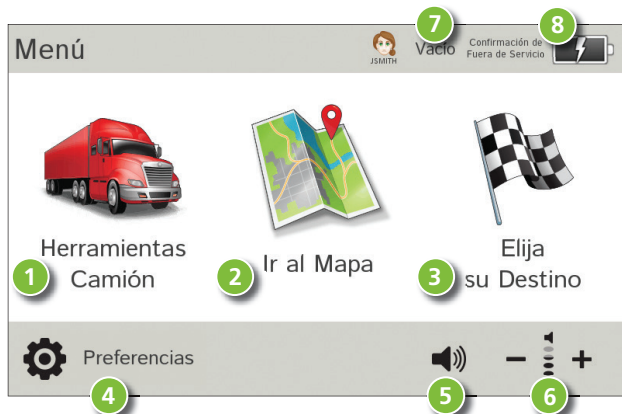 7
8
Menú
JSMITH
Vacío
Confirmación de
Fuera de Servicio
Herramientas
Camión
1
Ir al Mapa
2
Elija
su Destino
3
Preferencias
4
5
6